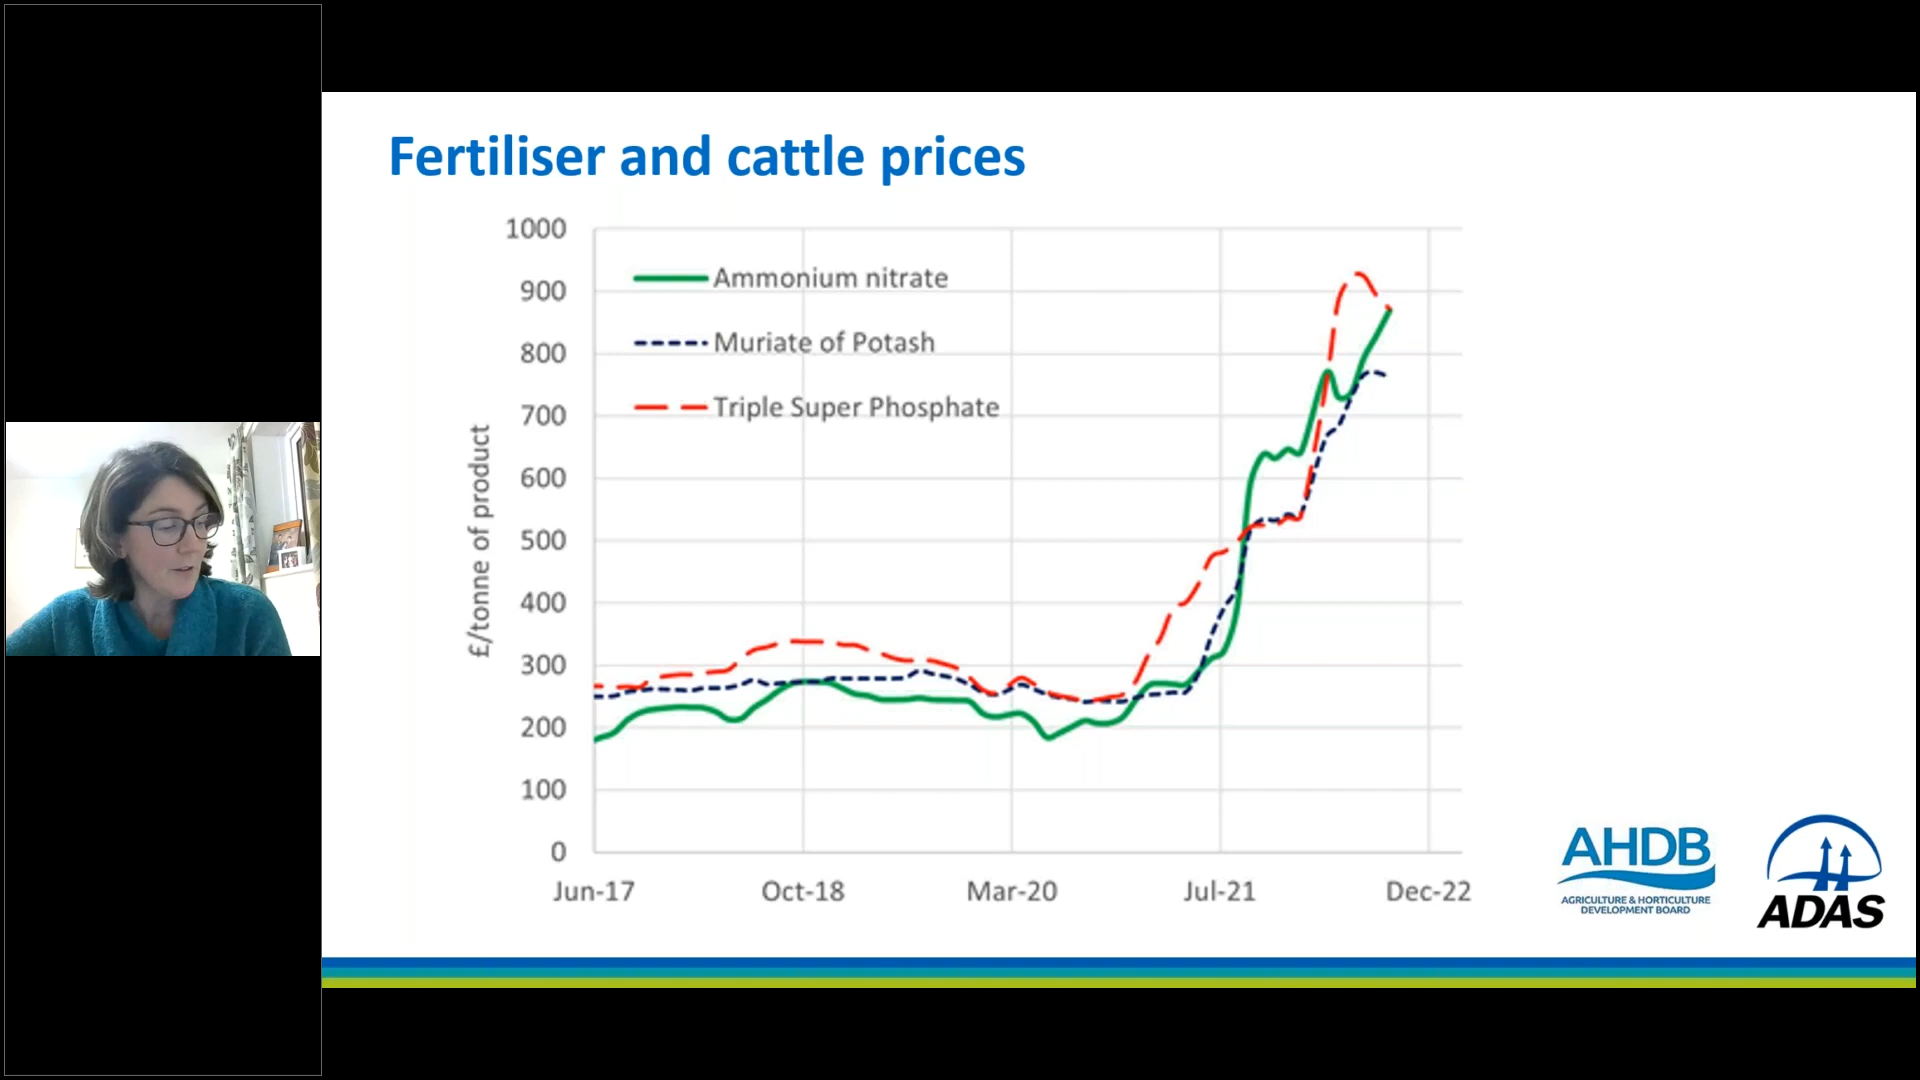 Fertiliser and cattle prices
1000
900
800
700
600
500
400
300
200
100
0
£/tonne of product
Ammonium nitrate
Muriate of Potash
Triple Super Phosphate
Jun-17
Oct-18
Mar-20
Jul-21
Dec-22
AHDB
AGRICULTURE & HORTICULTURE
DEVELOPMENT BOARD
ADAS